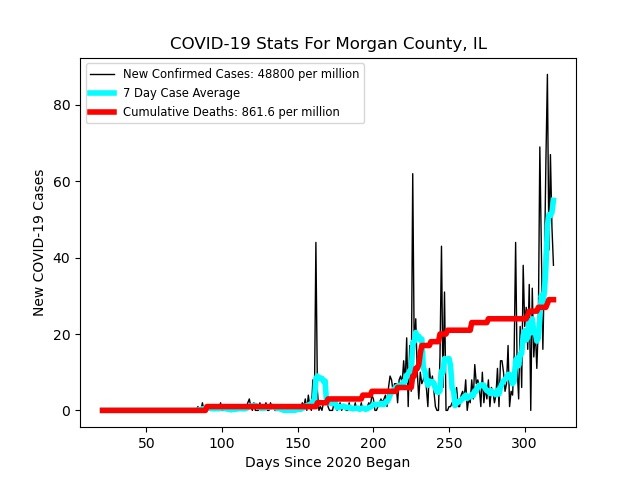 COVID-19 Stats For Morgan County, IL
New Confirmed Cases: 48800 per million
7 Day Case Average
Cumulative Deaths: 861.6 per million
New COVID-19 Cases
80
60
40
20
0
50 100 150 200 250 300
Days Since 2020 Began